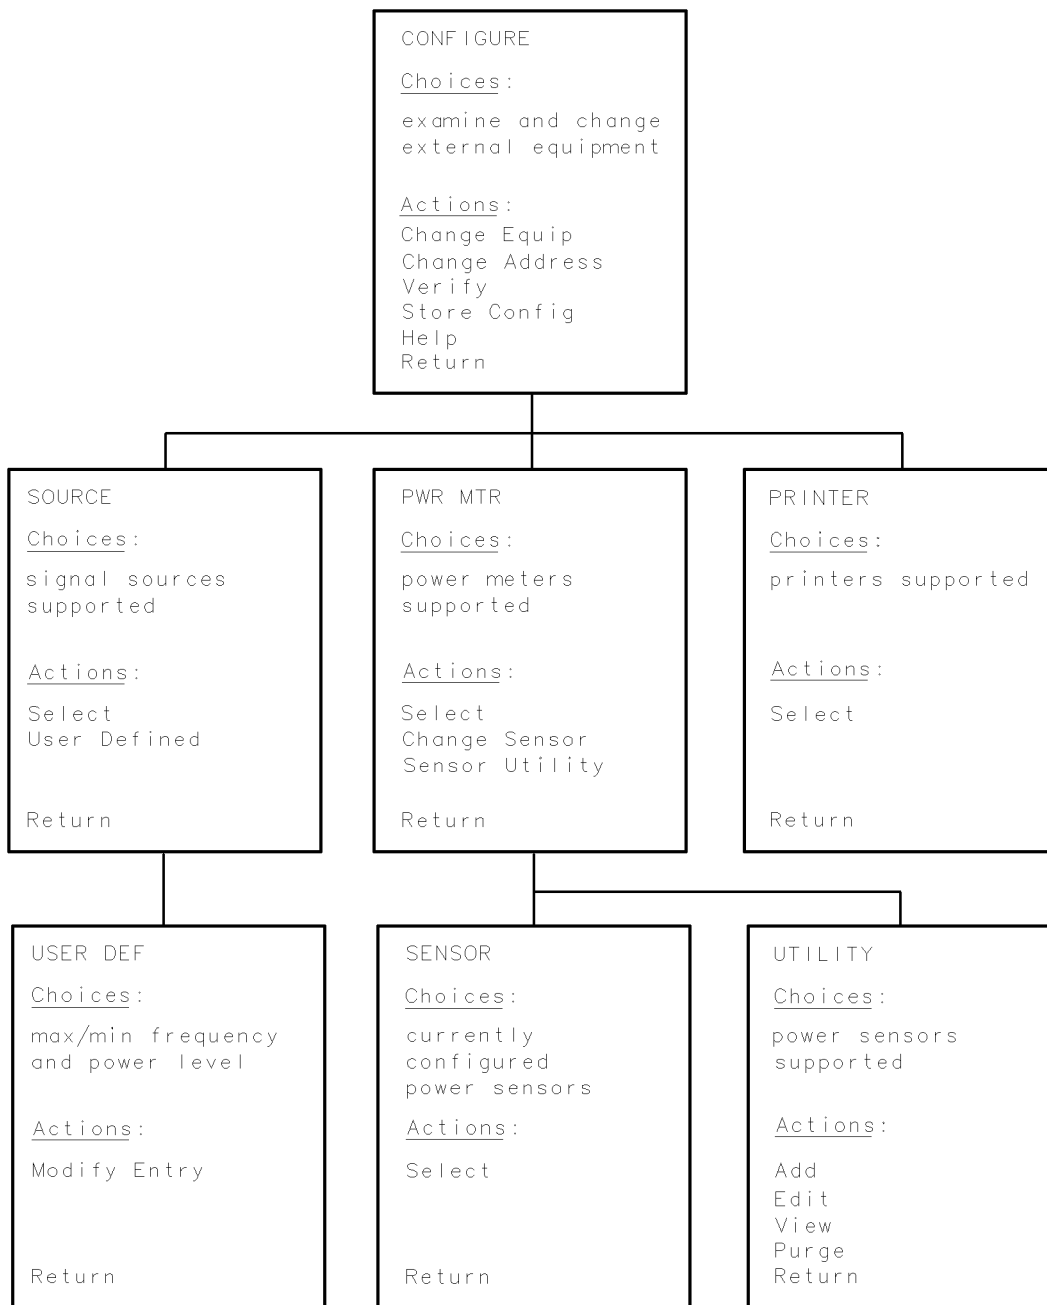 CONFIGURE
Choices:
examine and change
external equipment
Actions:
Change Equip
Change Address
Verify
Store Config
Help
Return
SOURCE
Choices:
signal sources
supported
Actions:
Select
User Defined
Return
PWR MTR
Choices:
power meters
supported
Actions:
Select
Change Sensor
Sensor Utility
Return
PRINTER
Choices:
printers supported
Actions:
Select
Return
USER DEF
Choices:
max/min frequency
and power level
Actions:
Modify Entry
Return
SENSOR
Choices:
currently
configured
power sensors
Actions:
Select
Return
UTILITY
Choices:
power sensors
supported
Actions:
Add
Edit
View
Purge
Return